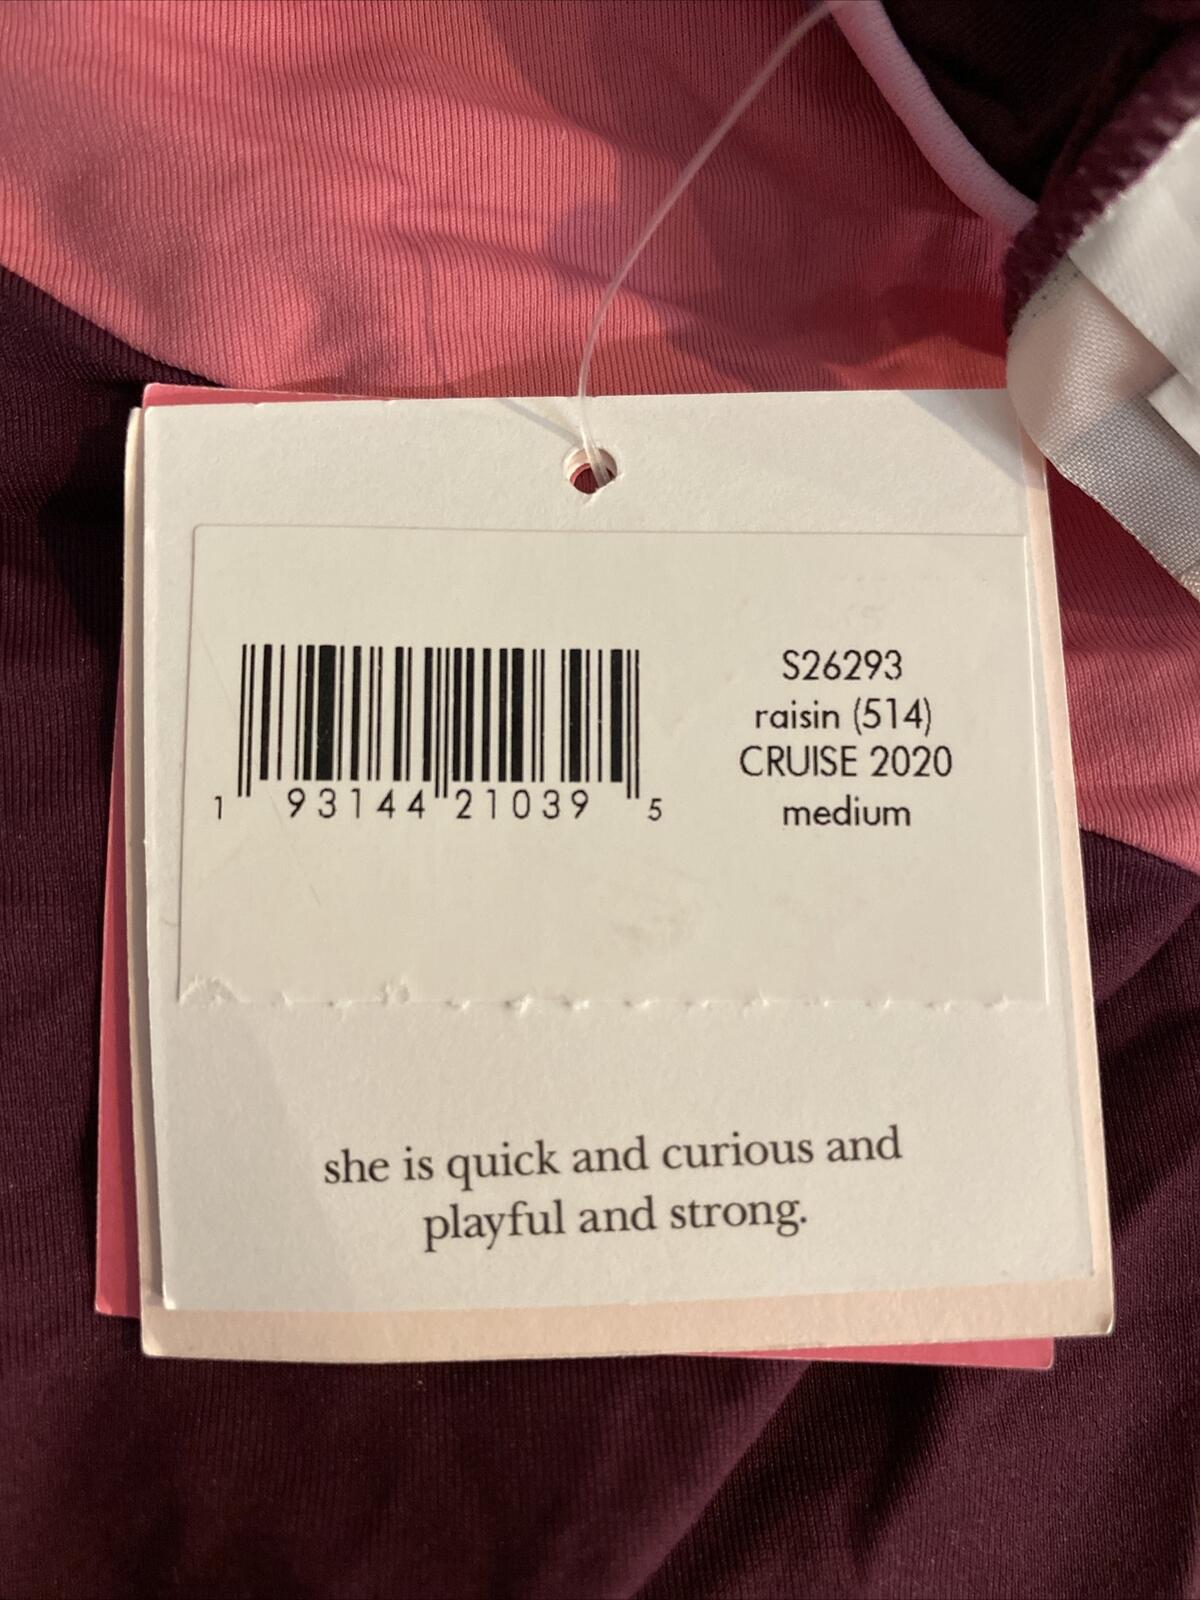 1 93144 21039 5
S26293
raisin (514)
CRUISE 2020
medium
she is quick and curious and
playful and strong.